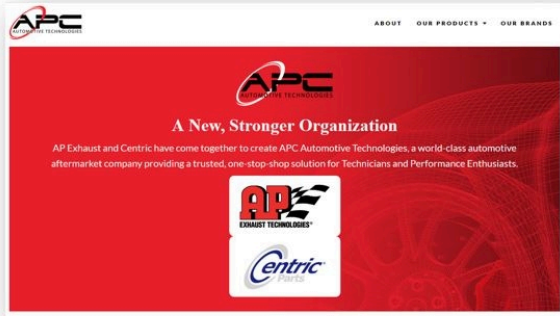 APC
AUTOMOTIVE TECHNOLOGIES
ABOUT OUR PRODUCTS OUR BRANDS
APC
AUTOMOTIVE TECHNOLOGIES
A New, Stronger Organization
AP Exhaust and Centric have come together to create APC Automotive Technologies, a world-class automotive
aftermarket company providing a trusted, one-stop-shop solution for Technicians and Performance Enthusiasts.
AP
EXHAUST TECHNOLOGIES®
Centric
Parts